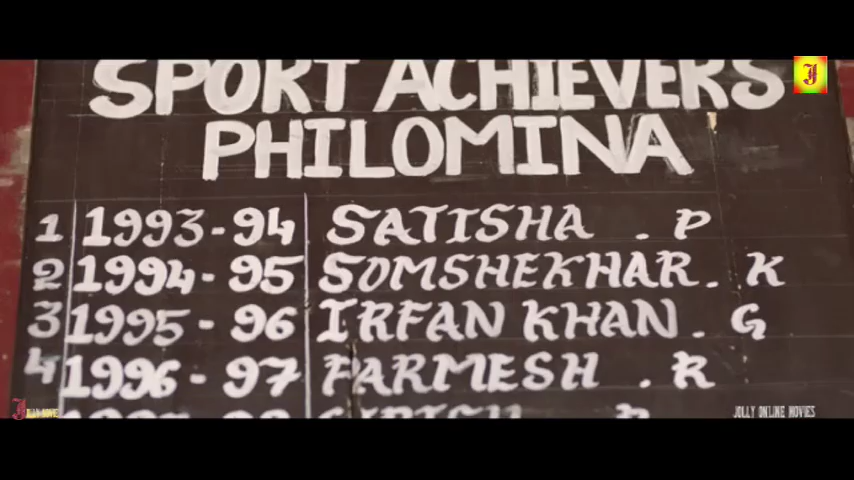 SPORT ACHIEVERS
PHILOMINA
1 1993-94 SATISHA . P
2 1994-95 SOMSHEKHAR. K
3 1995-96 IRFAN KHAN. G
4 1996-97 PARMESH . R
JOLLY ONLINE MOVIES